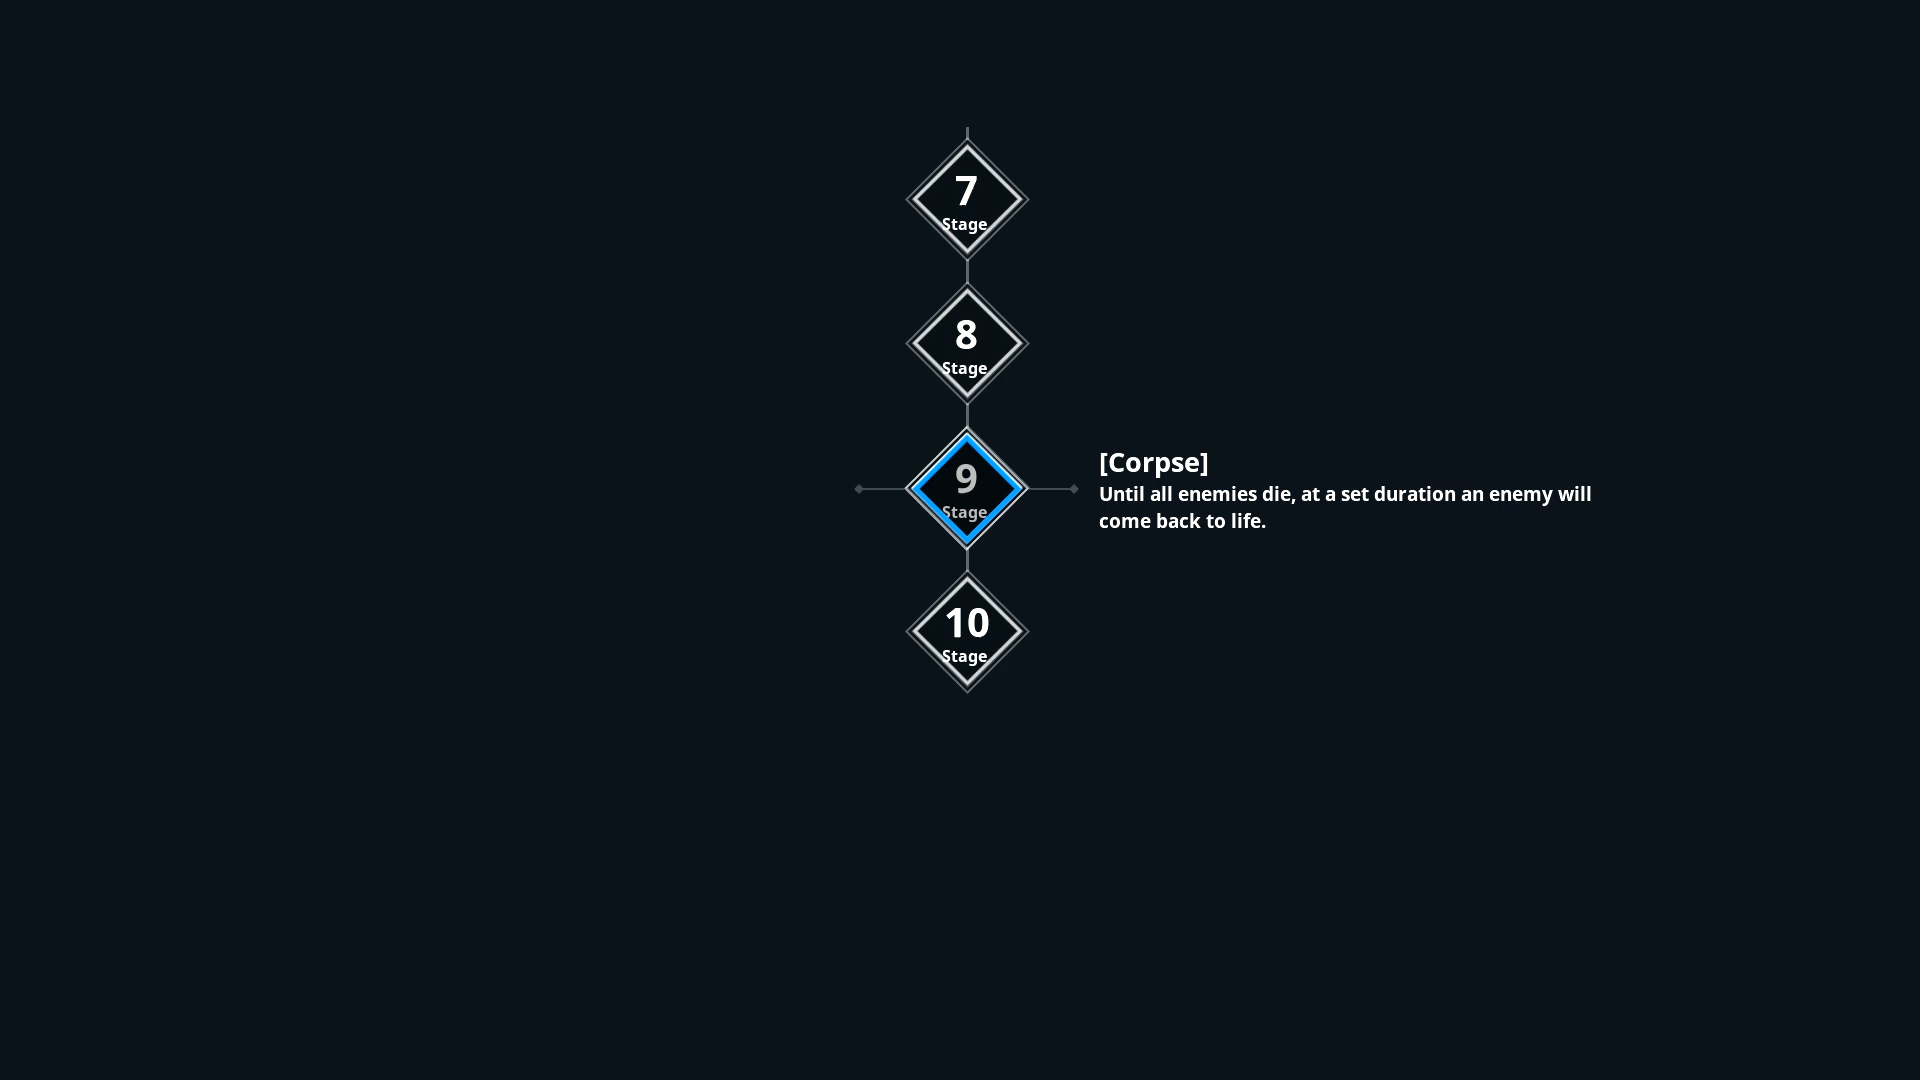 7
Stage
8
Stage
9
Stage
[Corpse]
Until all enemies die, at a set duration an enemy will
come back to life.
10
Stage